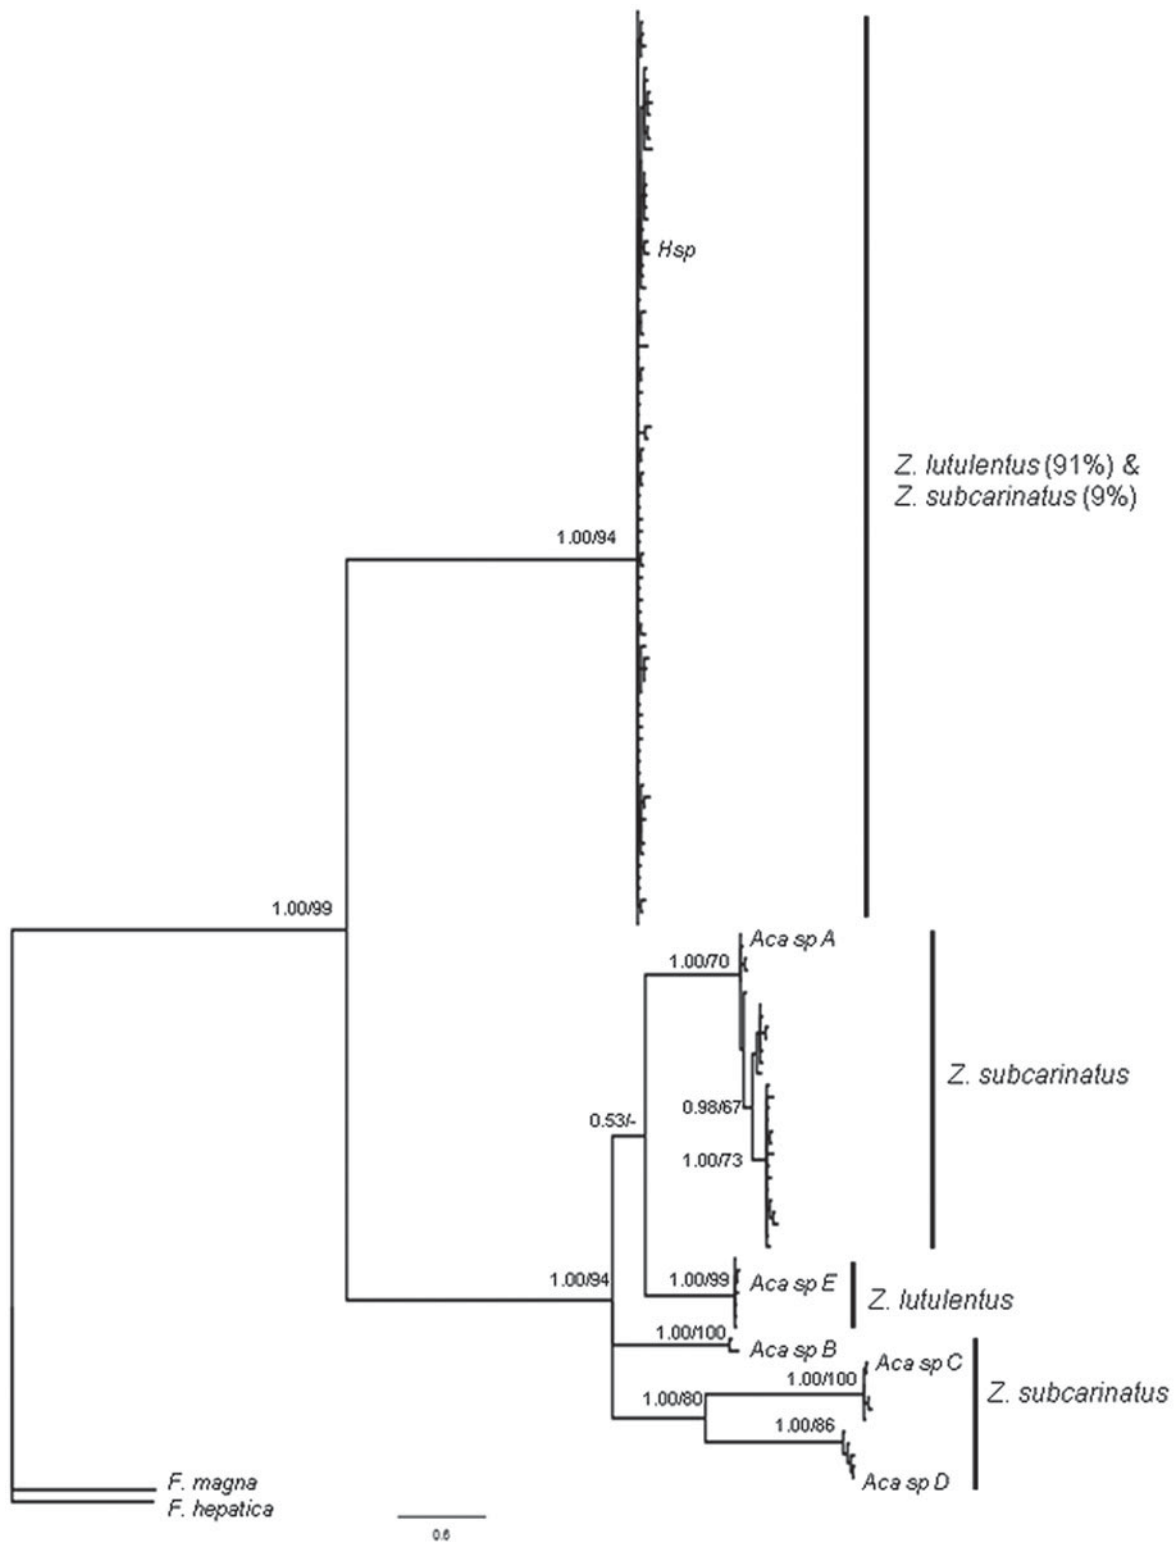 Hsp
Z. lutulentus (91%) &
Z. subcarinatus (9%)
1.00/94
1.00/99
Aca sp A
1.00/70
Z. subcarinatus
0.98/67
0.53/-
1.00/73
1.00/94
1.00/99
Aca sp E
Z. lutulentus
1.00/100
Aca sp B
Aca sp C
1.00/100
Z. subcarinatus
1.00/80
1.00/86
Aca sp D
F. magna
F. hepatica
0.6